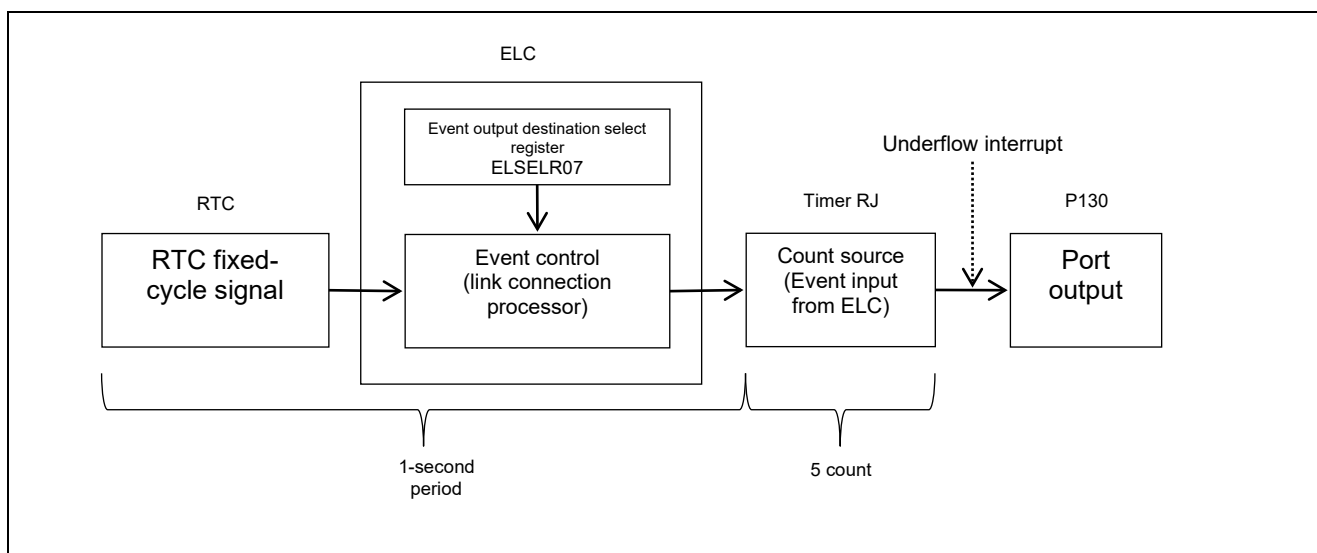 ELC
Event output destination select
register
ELSELR07
Underflow interrupt
RTC
Timer RJ
P130
RTC fixed-
cycle signal
Event control
(link connection
processor)
Count source
(Event input
from ELC)
Port
output
1-second
period
5 count